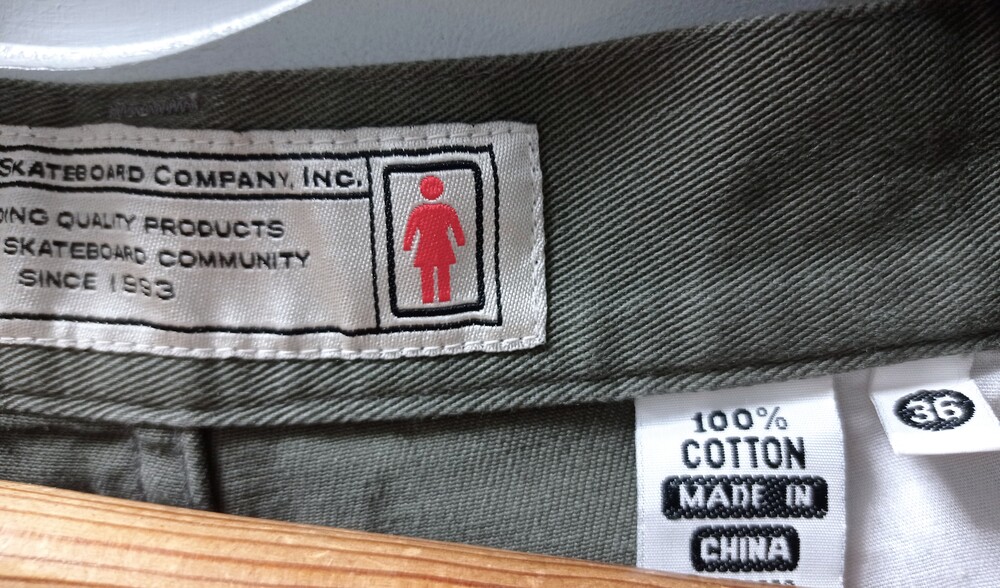 SKATEBOARD COMPANY, INC.
DING QUALITY PRODUCTS
SKATEBOARD COMMUNITY
SINCE 1993
100%
COTTON
MADE IN
CHINA
36